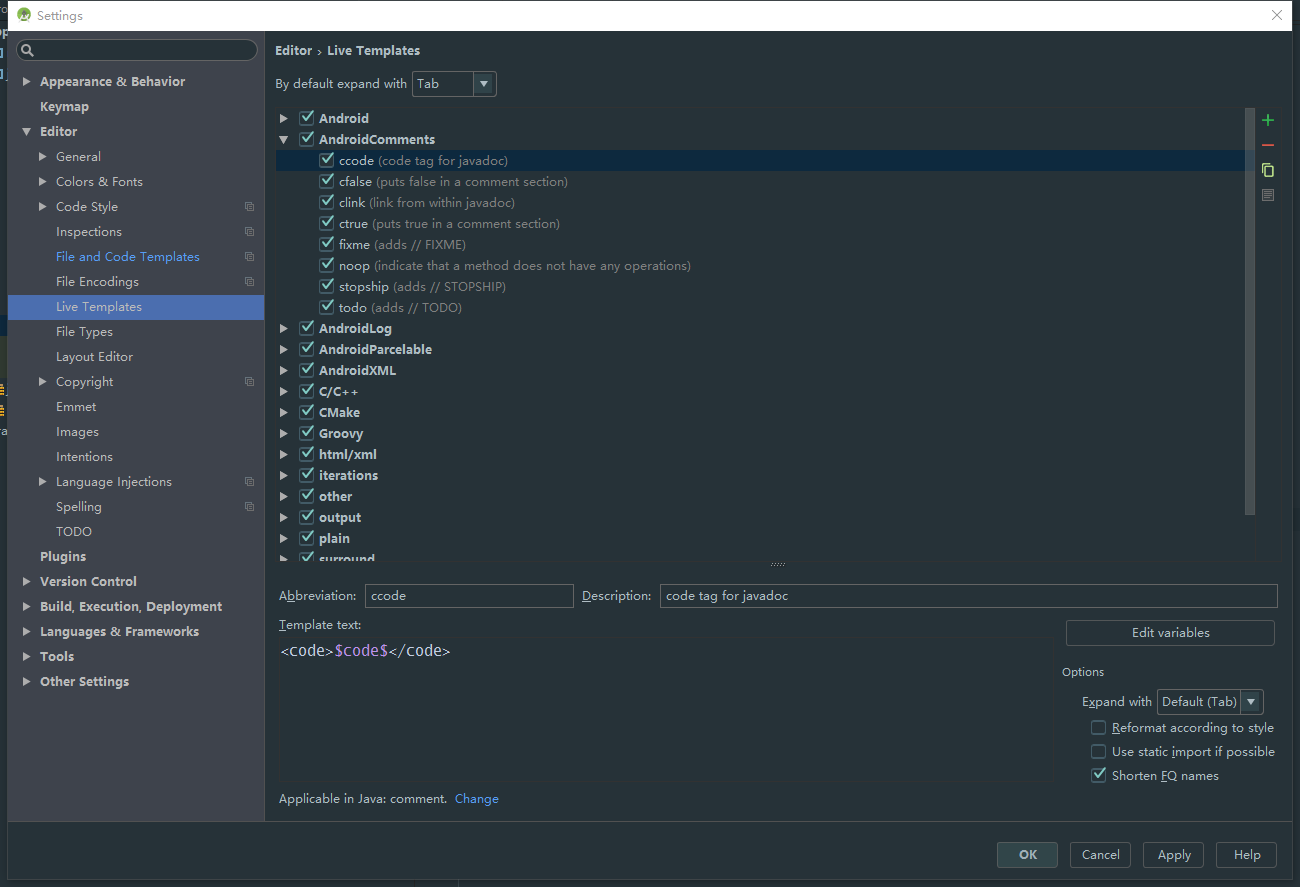 Settings
Appearance & Behavior
Keymap
Editor
General
Colors & Fonts
Code Style
Inspections
File and Code Templates
File Encodings
Live Templates
File Types
Layout Editor
Copyright
Emmet
Images
Intentions
Language Injections
Spelling
TODO
Plugins
Version Control
Build, Execution, Deployment
Languages & Frameworks
Tools
Other Settings
Editor › Live Templates
By default expand with Tab
Android
AndroidComments
ccode (code tag for javadoc)
cfalse (puts false in a comment section)
clink (link from within javadoc)
ctrue (puts true in a comment section)
fixme (adds // FIXME)
noop (indicate that a method does not have any operations)
stopship (adds // STOPSHIP)
todo (adds // TODO)
AndroidLog
AndroidParcelable
AndroidXML
C/C++
CMake
Groovy
html/xml
iterations
other
output
plain
surround
Abbreviation: ccode Description: code tag for javadoc
Template text:
<code>$code$</code>
Edit variables
Options
Expand with Default (Tab)
Reformat according to style
Use static import if possible
Shorten FQ names
Applicable in Java: comment. Change
OK Cancel Apply Help